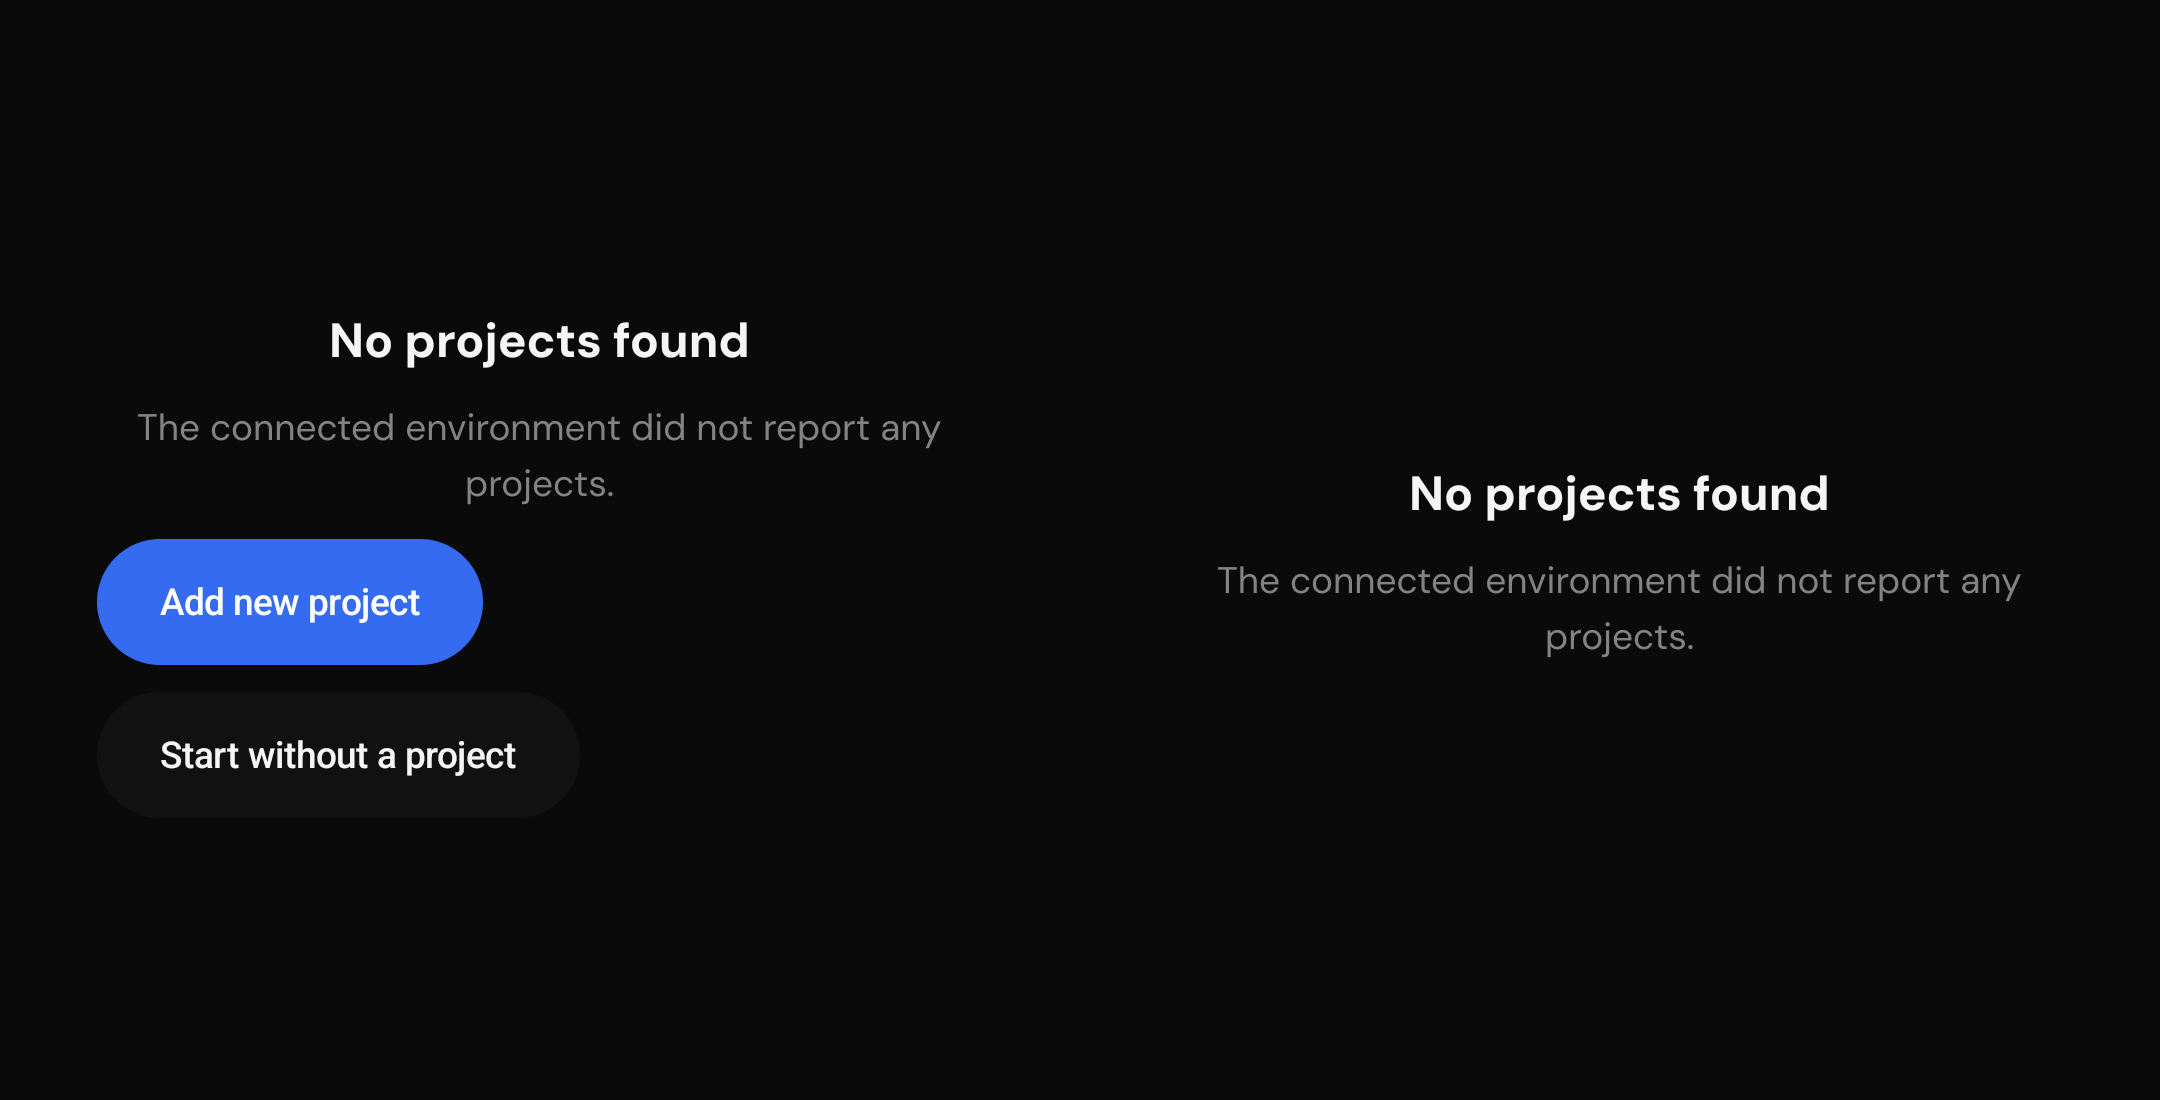 No projects found
The connected environment did not report any
projects.
Add new project
Start without a project
No projects found
The connected environment did not report any
projects.